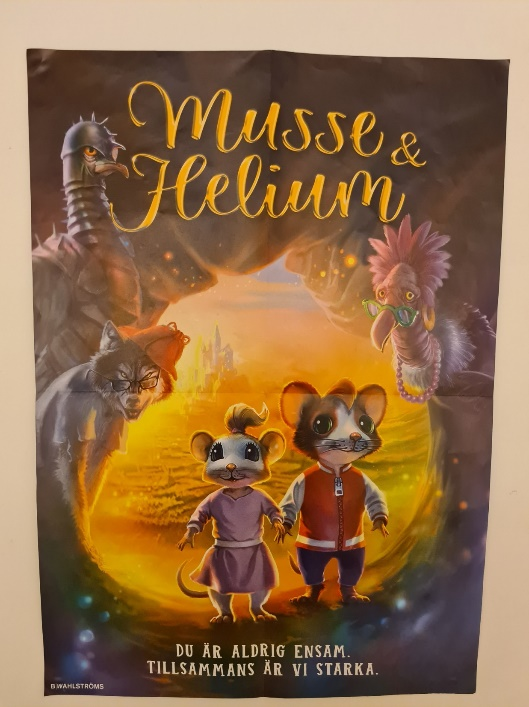 Musse &
Helium
DU ÄR ALDRIG ENSAM.
TILLSAMMANS ÄR VI STARKA.
B WAHLSTRÖMS